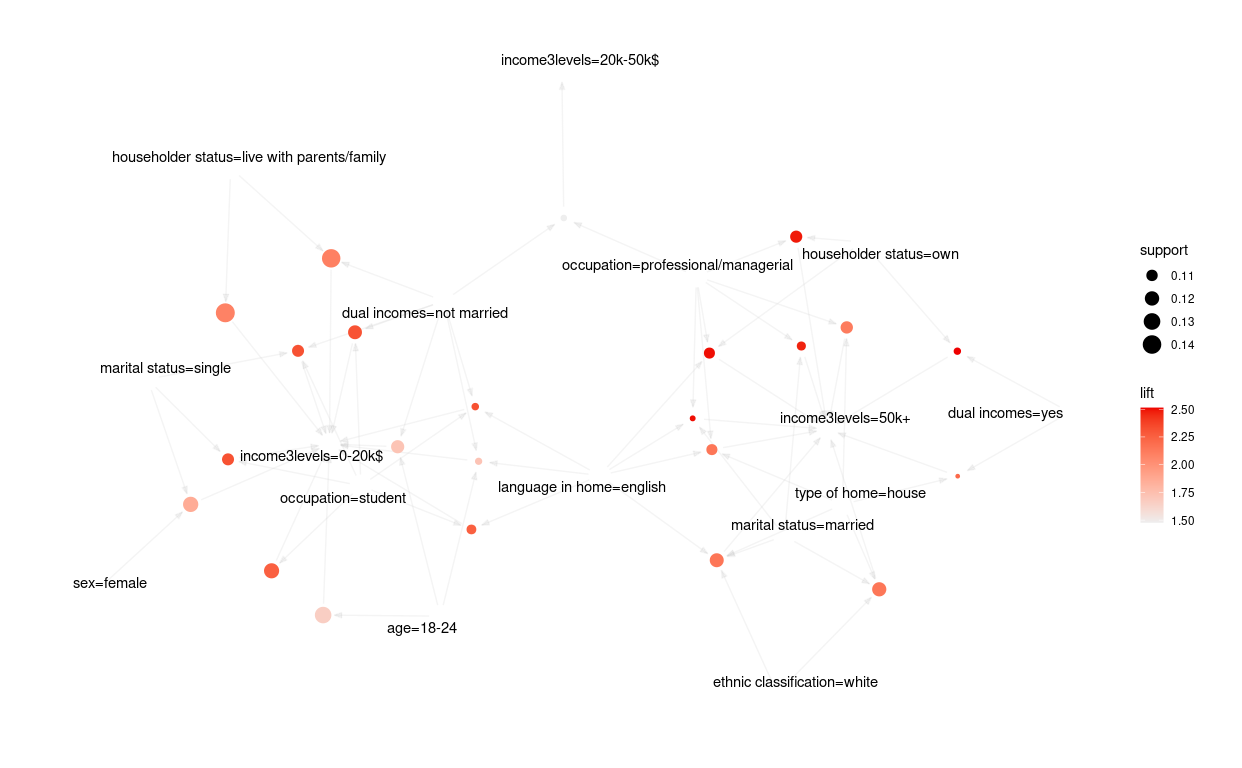 income3levels=20k-50k$
householder status=live with parents/family
householder status=own
occupation=professional/managerial
dual incomes=not married
marital status=single
dual incomes=yes
income3levels=50k+
income3levels=0-20k$
language in home=english
type of home=house
occupation=student
marital status=married
sex=female
age=18-24
ethnic classification=white
support
0.11
0.12
0.13
0.14
lift
2.50
2.25
2.00
1.75
1.50